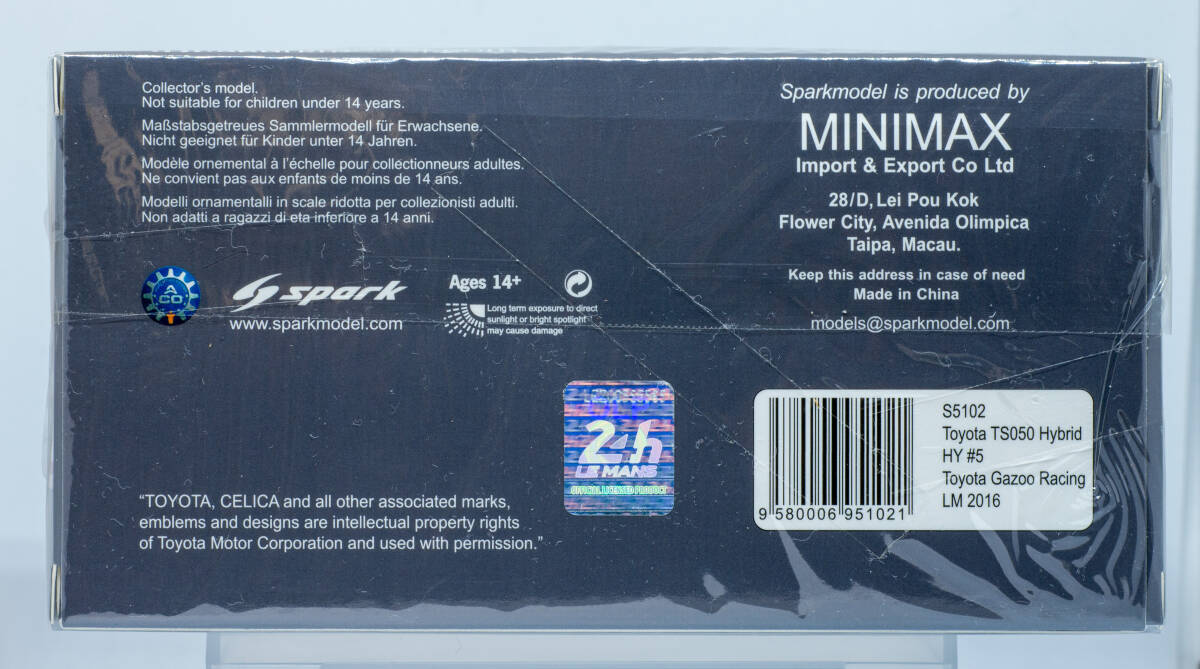 Collector's model.
Not suitable for children under 14 years.
Maßstabsgetreues Sammlermodell für Erwachsene.
Nicht geeignet für Kinder unter 14 Jahren.
Modèle ornemental à l'échelle pour collectionneurs adultes.
Ne convient pas aux enfants de moins de 14 ans.
Modelli ornamentalli in scale ridotta per collezionisti adulti.
Non adatti a ragazzi di eta inferiore a 14 anni.
ACO
spark
www.sparkmodel.com
Ages 14+
Long term exposure to direct
sunlight or bright spotlight
may cause damage
Sparkmodel is produced by
MINIMAX
Import & Export Co Ltd
28/D, Lei Pou Kok
Flower City, Avenida Olimpica
Taipa, Macau.
Keep this address in case of need
Made in China
models@sparkmodel.com
24h
LE MANS
OFFICIAL LICENSED PRODUCT
"TOYOTA, CELICA and all other associated marks,
emblems and designs are intellectual property rights
of Toyota Motor Corporation and used with permission."
9 580006 951021
S5102
Toyota TS050 Hybrid
HY #5
Toyota Gazoo Racing
LM 2016